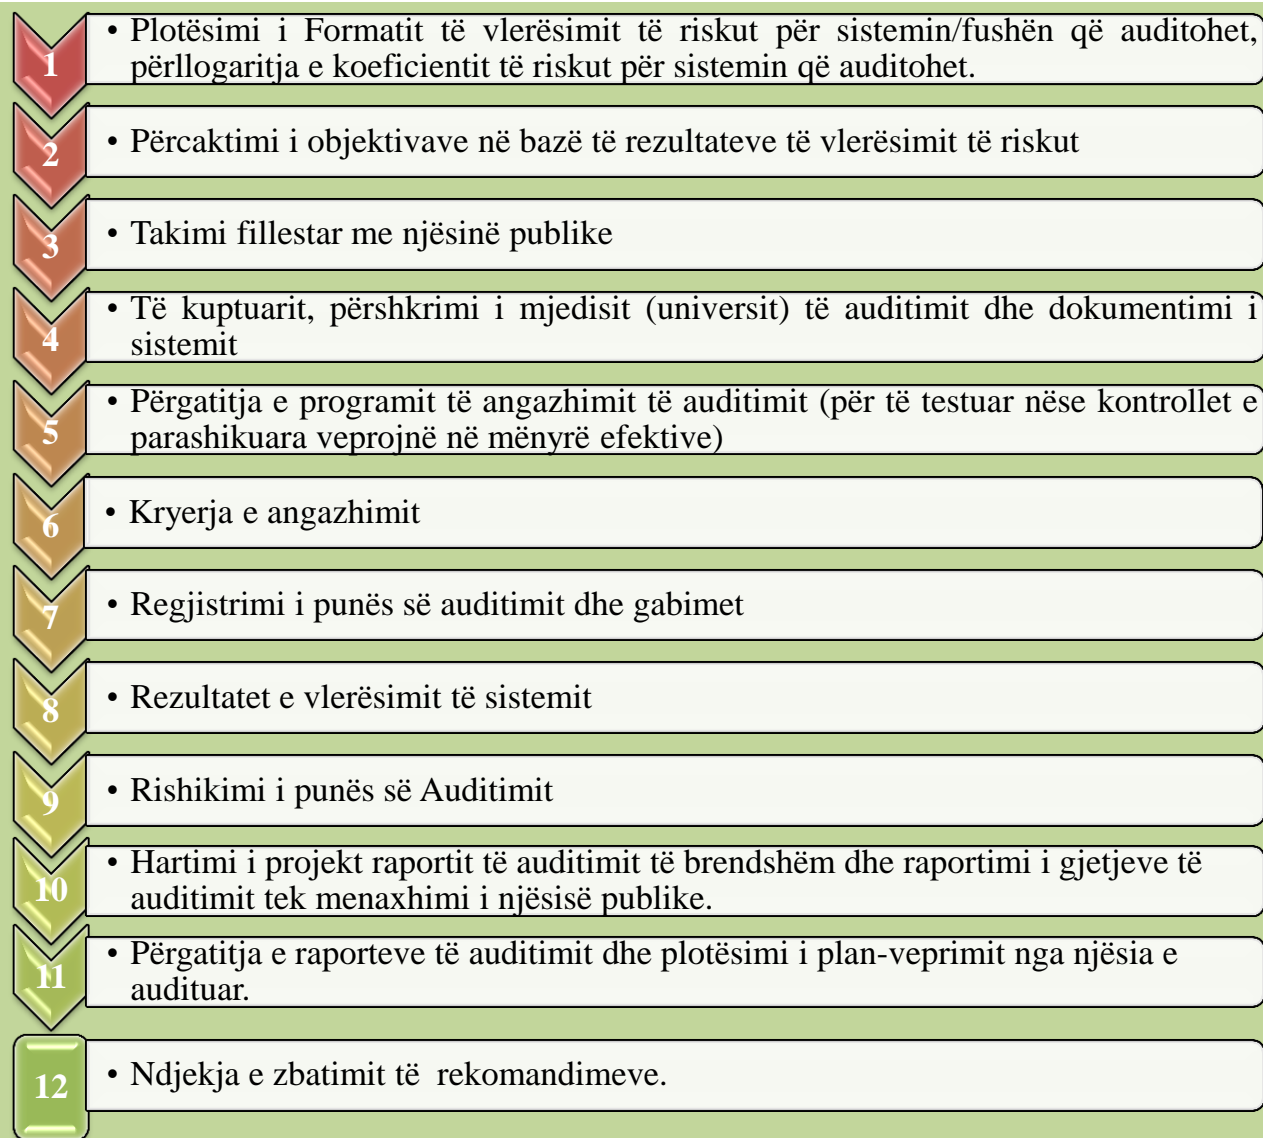 1
• Plotësimi i Formatit të vlerësimit të riskut për sistemin/fushën që auditohet,
përllogaritja e koeficientit të riskut për sistemin që auditohet.
2
• Përcaktimi i objektivave në bazë të rezultateve të vlerësimit të riskut
3
• Takimi fillestar me njësinë publike
4
• Të kuptuarit, përshkrimi i mjedisit (universit) të auditimit dhe dokumentimi i
sistemit
5
• Përgatitja e programit të angazhimit të auditimit (për të testuar nëse kontrollet e
parashikuara veprojnë në mënyrë efektive)
6
• Kryerja e angazhimit
7
• Regjistrimi i punës së auditimit dhe gabimet
8
• Rezultatet e vlerësimit të sistemit
9
• Rishikimi i punës së Auditimit
10
• Hartimi i projekt raportit të auditimit të brendshëm dhe raportimi i gjetjeve të
auditimit tek menaxhimi i njësisë publike.
11
• Përgatitja e raporteve të auditimit dhe plotësimi i plan-veprimit nga njësia e
audituar.
12
• Ndjekja e zbatimit të  rekomandimeve.